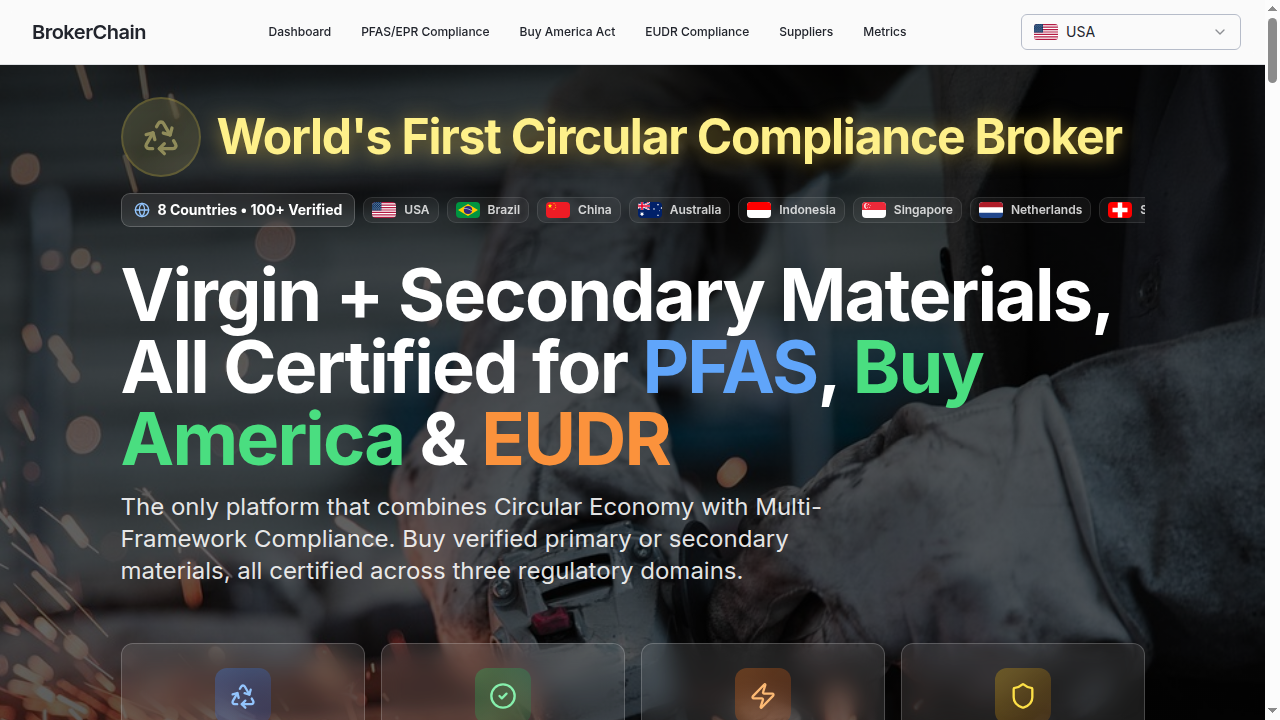 BrokerChain
Dashboard
PFAS/EPR Compliance
Buy America Act
EUDR Compliance
Suppliers
Metrics
USA
World's First Circular Compliance Broker
8 Countries • 100+ Verified
USA
Brazil
China
Australia
Indonesia
Singapore
Netherlands
Virgin + Secondary Materials,
All Certified for PFAS, Buy
America & EUDR
The only platform that combines Circular Economy with Multi-
Framework Compliance. Buy verified primary or secondary
materials, all certified across three regulatory domains.